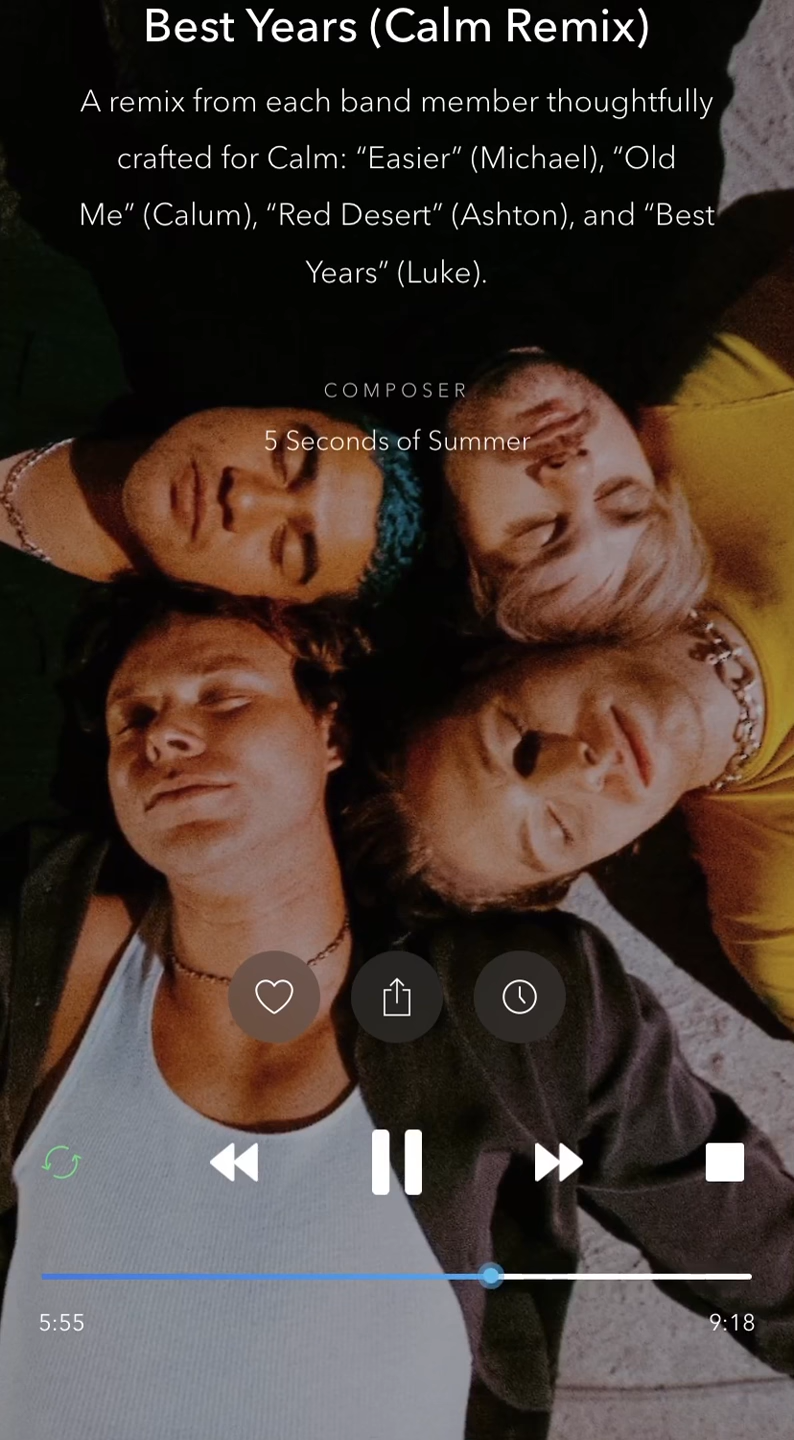 Best Years (Calm Remix)
A remix from each band member thoughtfully
crafted for Calm: “Easier” (Michael), “Old
Me” (Calum), “Red Desert” (Ashton), and “Best
Years” (Luke).
COMPOSER
5 Seconds of Summer
5:55
9:18